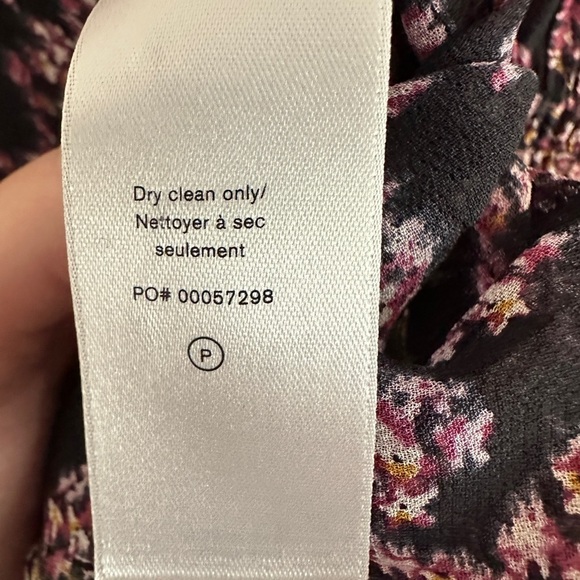 Dry clean only/
Nettoyer à sec
seulement
PO# 00057298
P